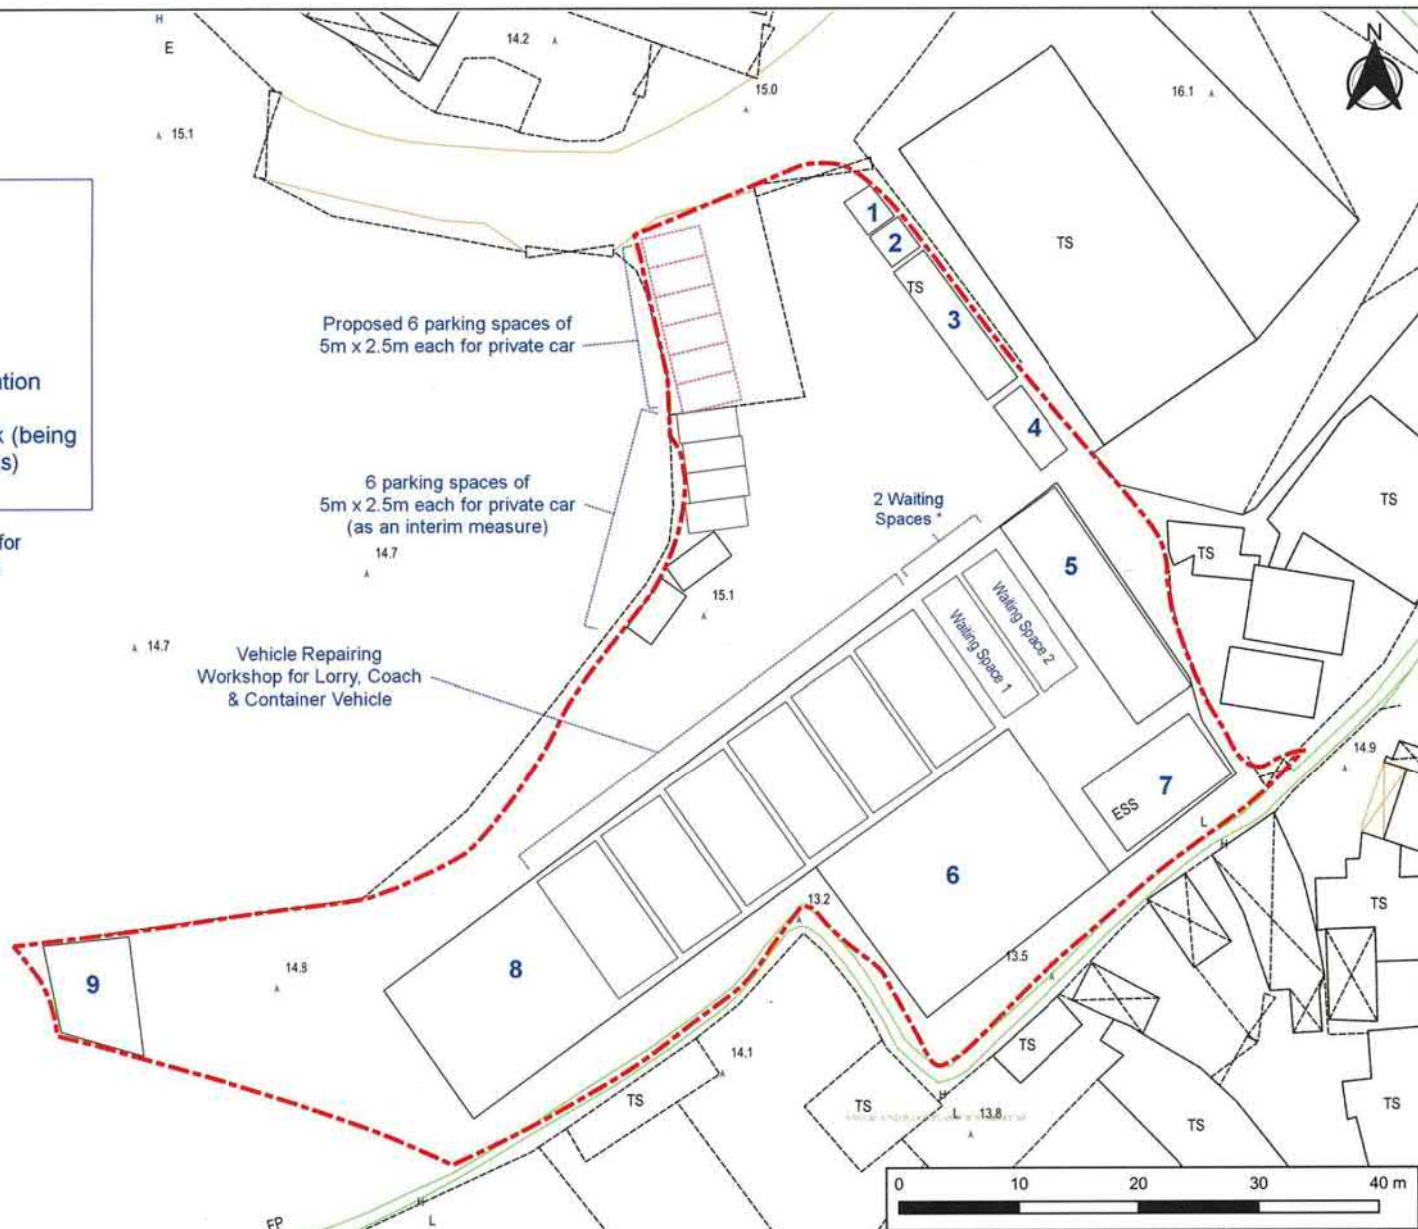 H
E
14.2
15.0
15.1
16.1
N
TS
1
2
TS
3
4
Proposed 6 parking spaces of
5m x 2.5m each for private car
6 parking spaces of
5m x 2.5m each for private car
(as an interim measure)
14.7
14.7
15.1
2 Waiting
Spaces *
5
Waiting Space 2
Waiting Space 1
TS
TS
Vehicle Repairing
Workshop for Lorry, Coach
& Container Vehicle
k (being
s)
for
7
ESS
14.9
L
H
6
13.2
13.5
8
14.8
9
TS
14.1
TS
TS
TS
H
L
13.8
TS
TS
H
L
FP
0 10 20 30 40 m